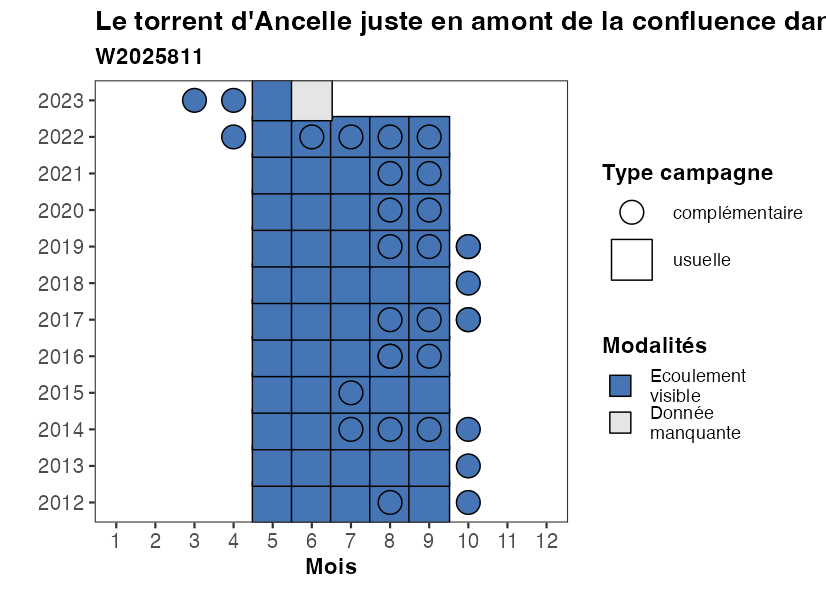 Le torrent d'Ancelle juste en amont de la confluence dan
W2025811
2023
2022
2021
2020
2019
2018
2017
2016
2015
2014
2013
2012
1 2 3 4 5 6 7 8 9 10 11 12
Mois
Type campagne
complémentaire
usuelle
Modalités
Ecoulement
visible
Donnée
manquante